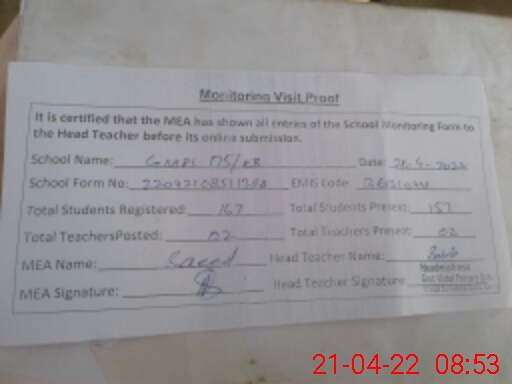 Monitoring Visit Proof
It is certified that the MEA has shown all entries of the School Monitoring Form to
the Head Teacher before its online submission.
School Name: GMPS Date: 21-4-2022
School Form No: EMIS Code:
Total Students Registered: 167 Total Students Present: 157
Total Teachers Posted: 02 Total Teachers Present: 02
MEA Name: Saeed Head Teacher Name:
MEA Signature: Head Teacher Signature:
Headmistress
21-04-22 08:53